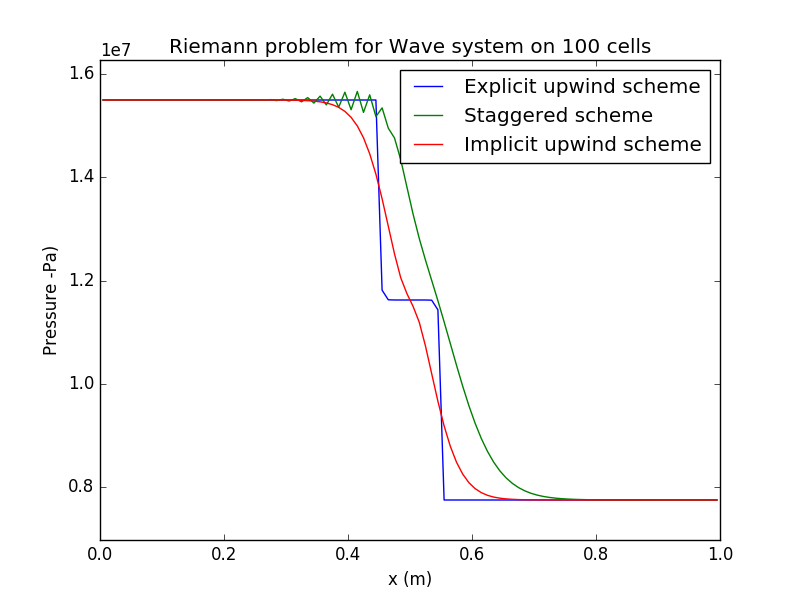 Riemann problem for Wave system on 100 cells
1e7
1.6
1.4
1.2
1.0
0.8
Pressure -Pa)
Explicit upwind scheme
Staggered scheme
Implicit upwind scheme
0.0 0.2 0.4 0.6 0.8 1.0
x (m)